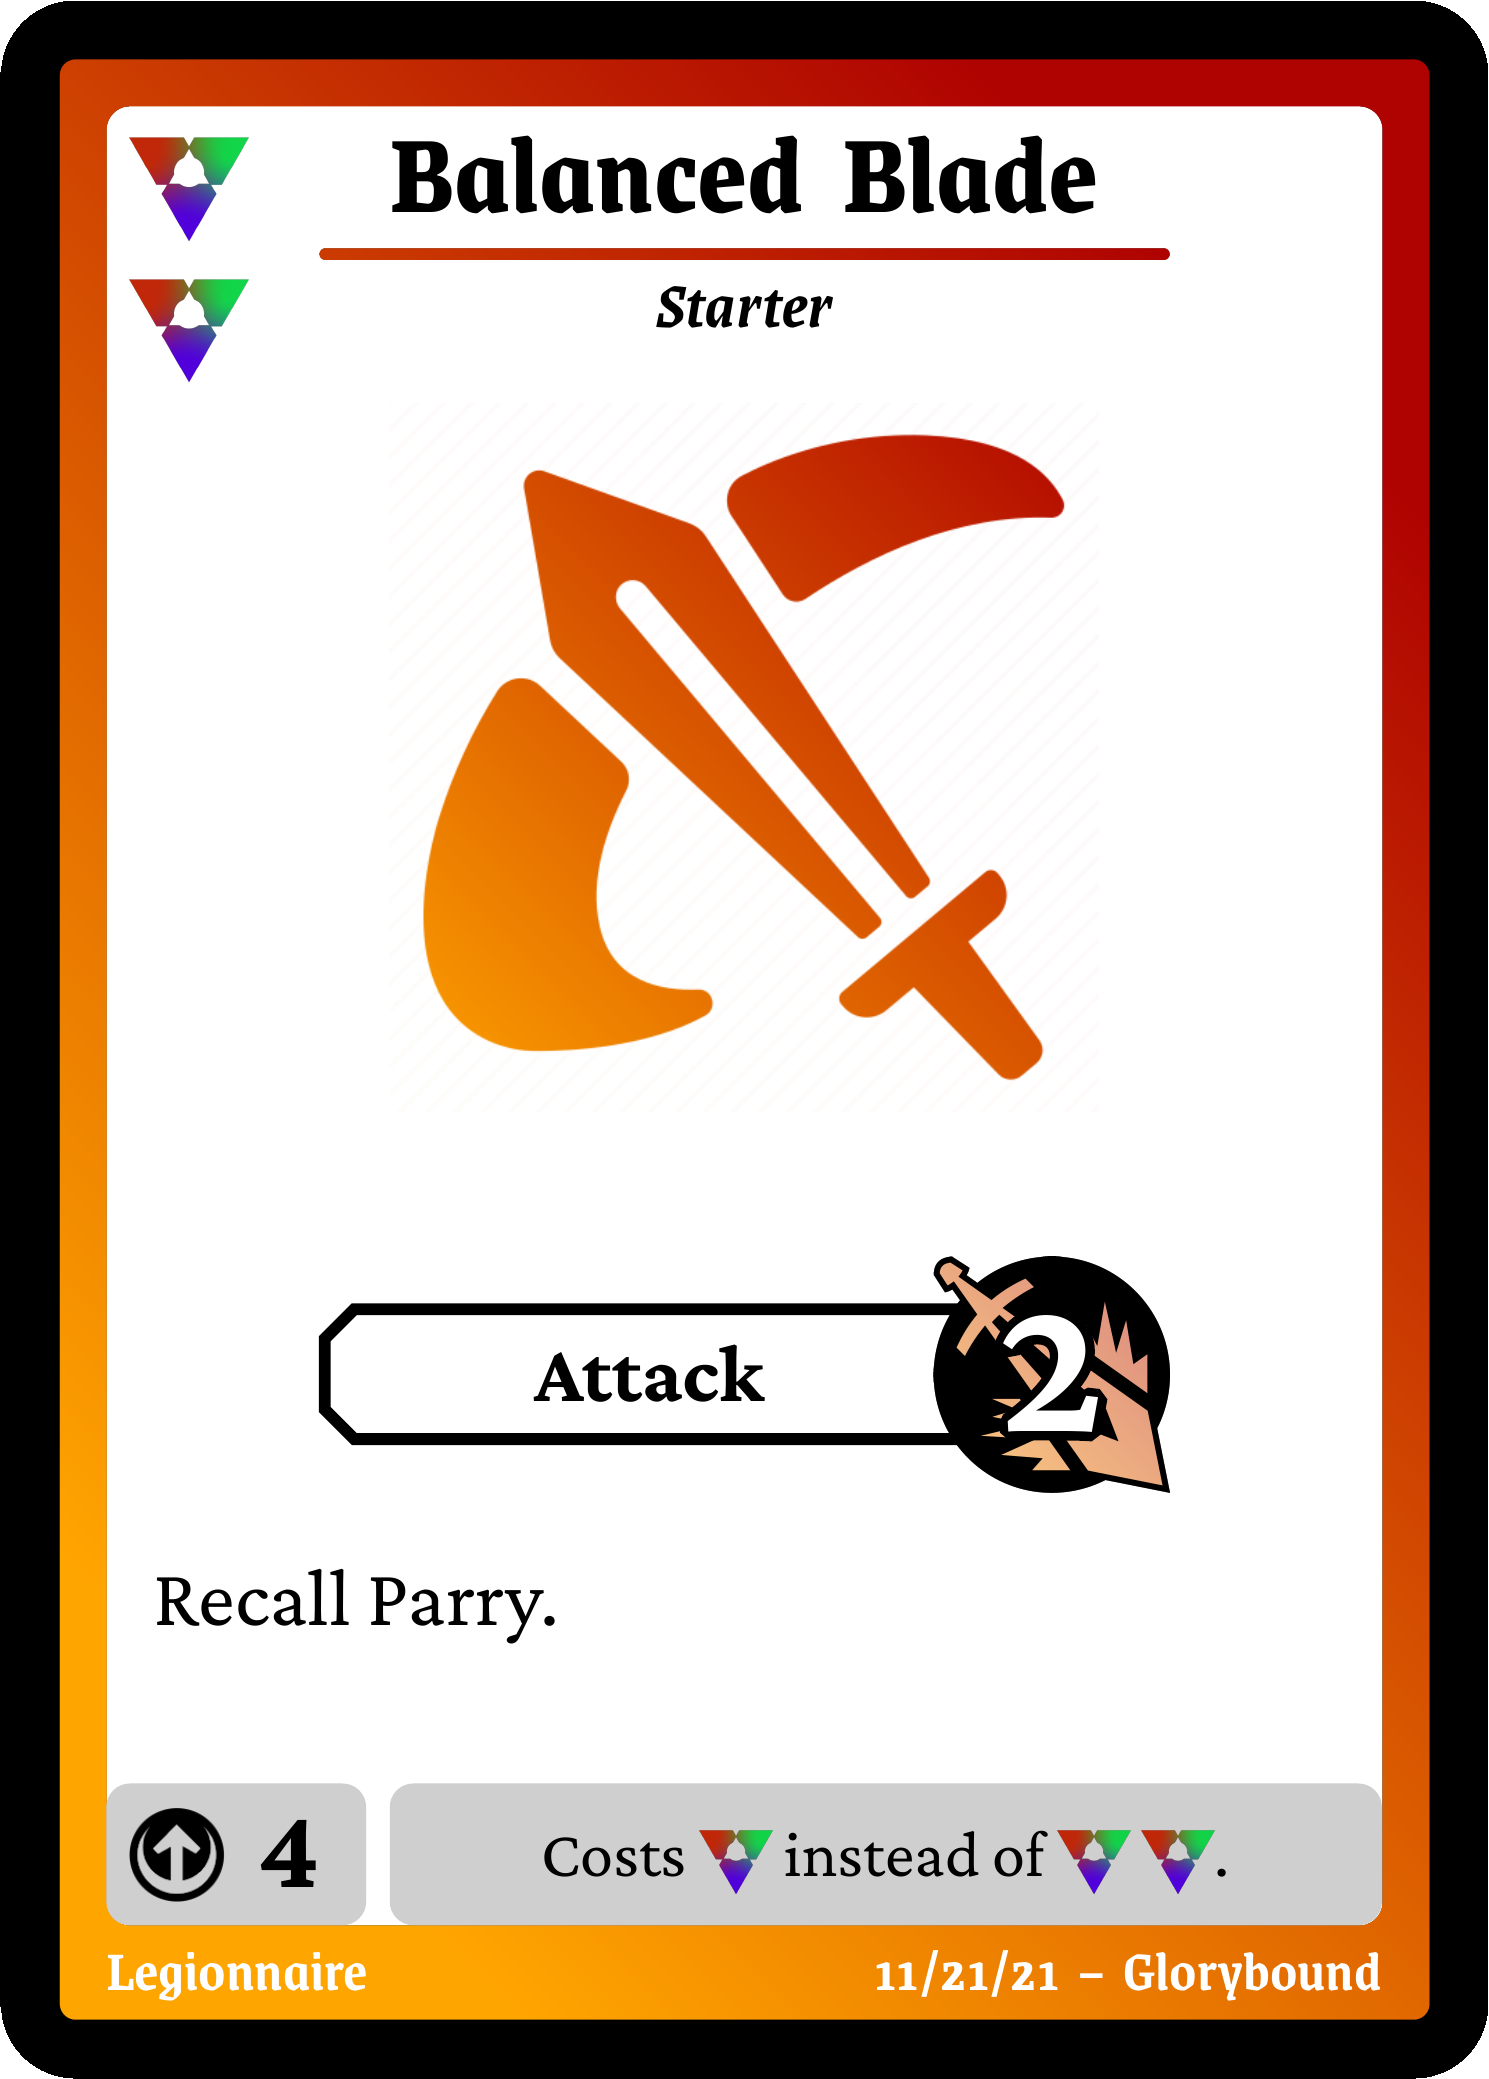 Balanced Blade
Starter
Attack
2
Recall Parry.
4
Costs instead of .
Legionnaire
11/21/21 – Glorybound